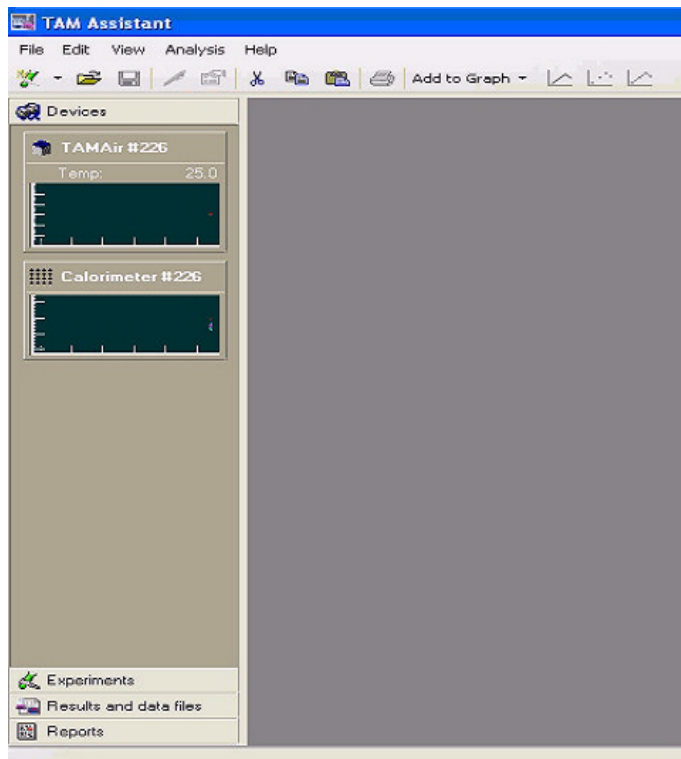 TAM Assistant
File Edit View Analysis Help
Add to Graph
Devices
TAMAir #226
Temp: 25.0
Calorimeter #226
Experiments
Results and data files
Reports